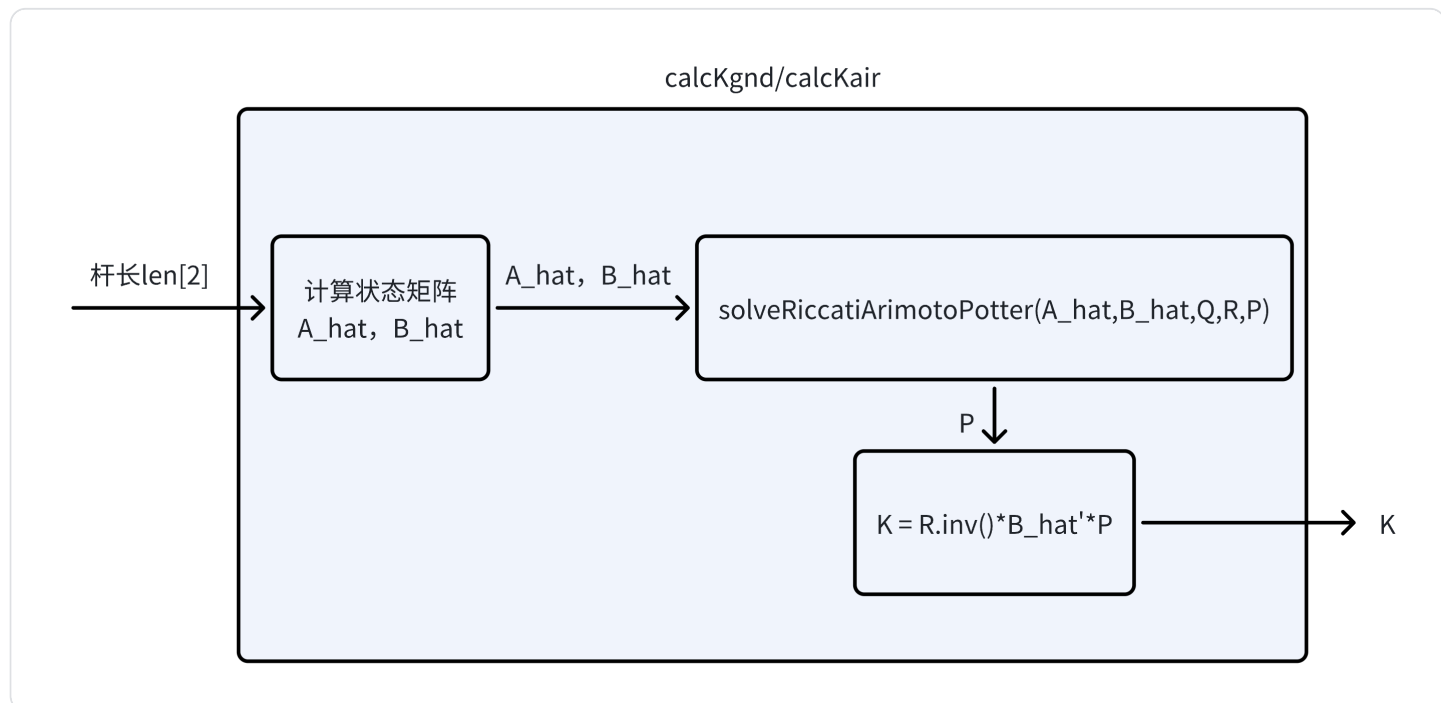 calcKgnd/calcKair
杆长len[2]
计算状态矩阵
A_hat，B_hat
A_hat，B_hat
solveRiccatiArimotoPotter(A_hat,B_hat,Q,R,P)
P
K = R.inv()*B_hat'*P
K